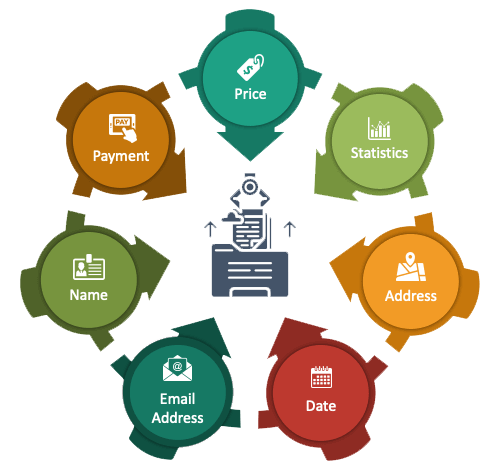 Price
Statistics
Address
Date
Email
Address
Name
Payment
PAY
$
@